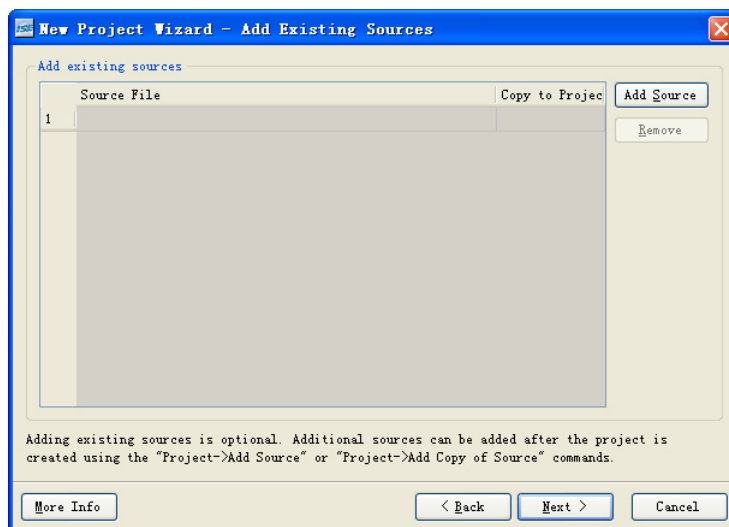 ISE New Project Wizard - Add Existing Sources
Add existing sources
Source File Copy to Projec Add Source
1
Remove
Adding existing sources is optional. Additional sources can be added after the project is
created using the "Project->Add Source" or "Project->Add Copy of Source" commands.
More Info < Back Next > Cancel